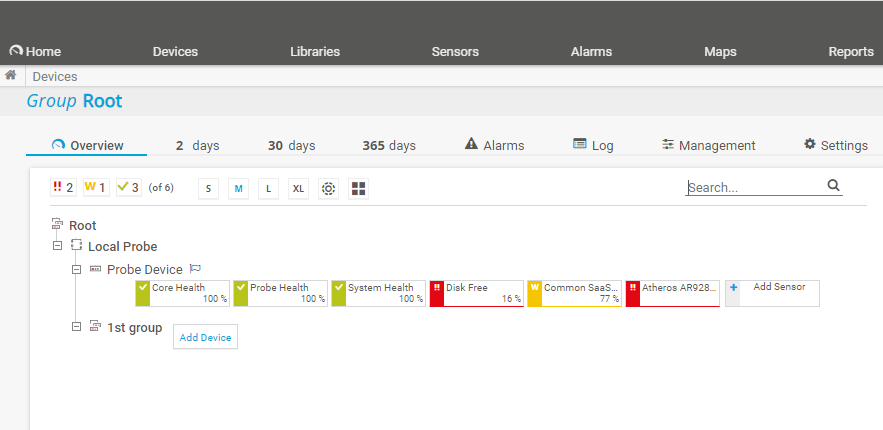 Home Devices Libraries Sensors Alarms Maps Reports
Devices
Group Root
Overview 2 days 30 days 365 days Alarms Log Management Settings
!! 2 W 1 3 (of 6) S M L XL Search...
Root
Local Probe
Probe Device
Core Health Probe Health System Health !! Disk Free W Common SaaS... !! Atheros AR928... + Add Sensor
100 % 100 % 100 % 16 % 77 %
1st group Add Device